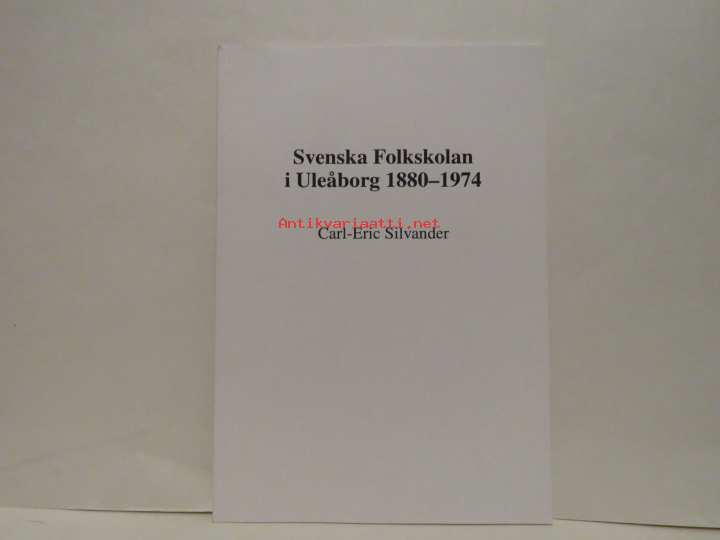 Svenska Folkskolan
i Uleåborg 1880–1974
Antikvariaatti.net
Carl-Eric Silvander